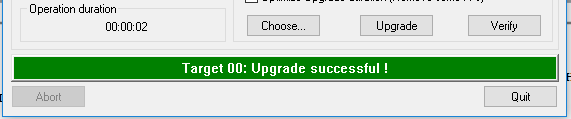 Operation duration
00:00:02
Choose... Upgrade Verify
Target 00: Upgrade successful !
Abort Quit